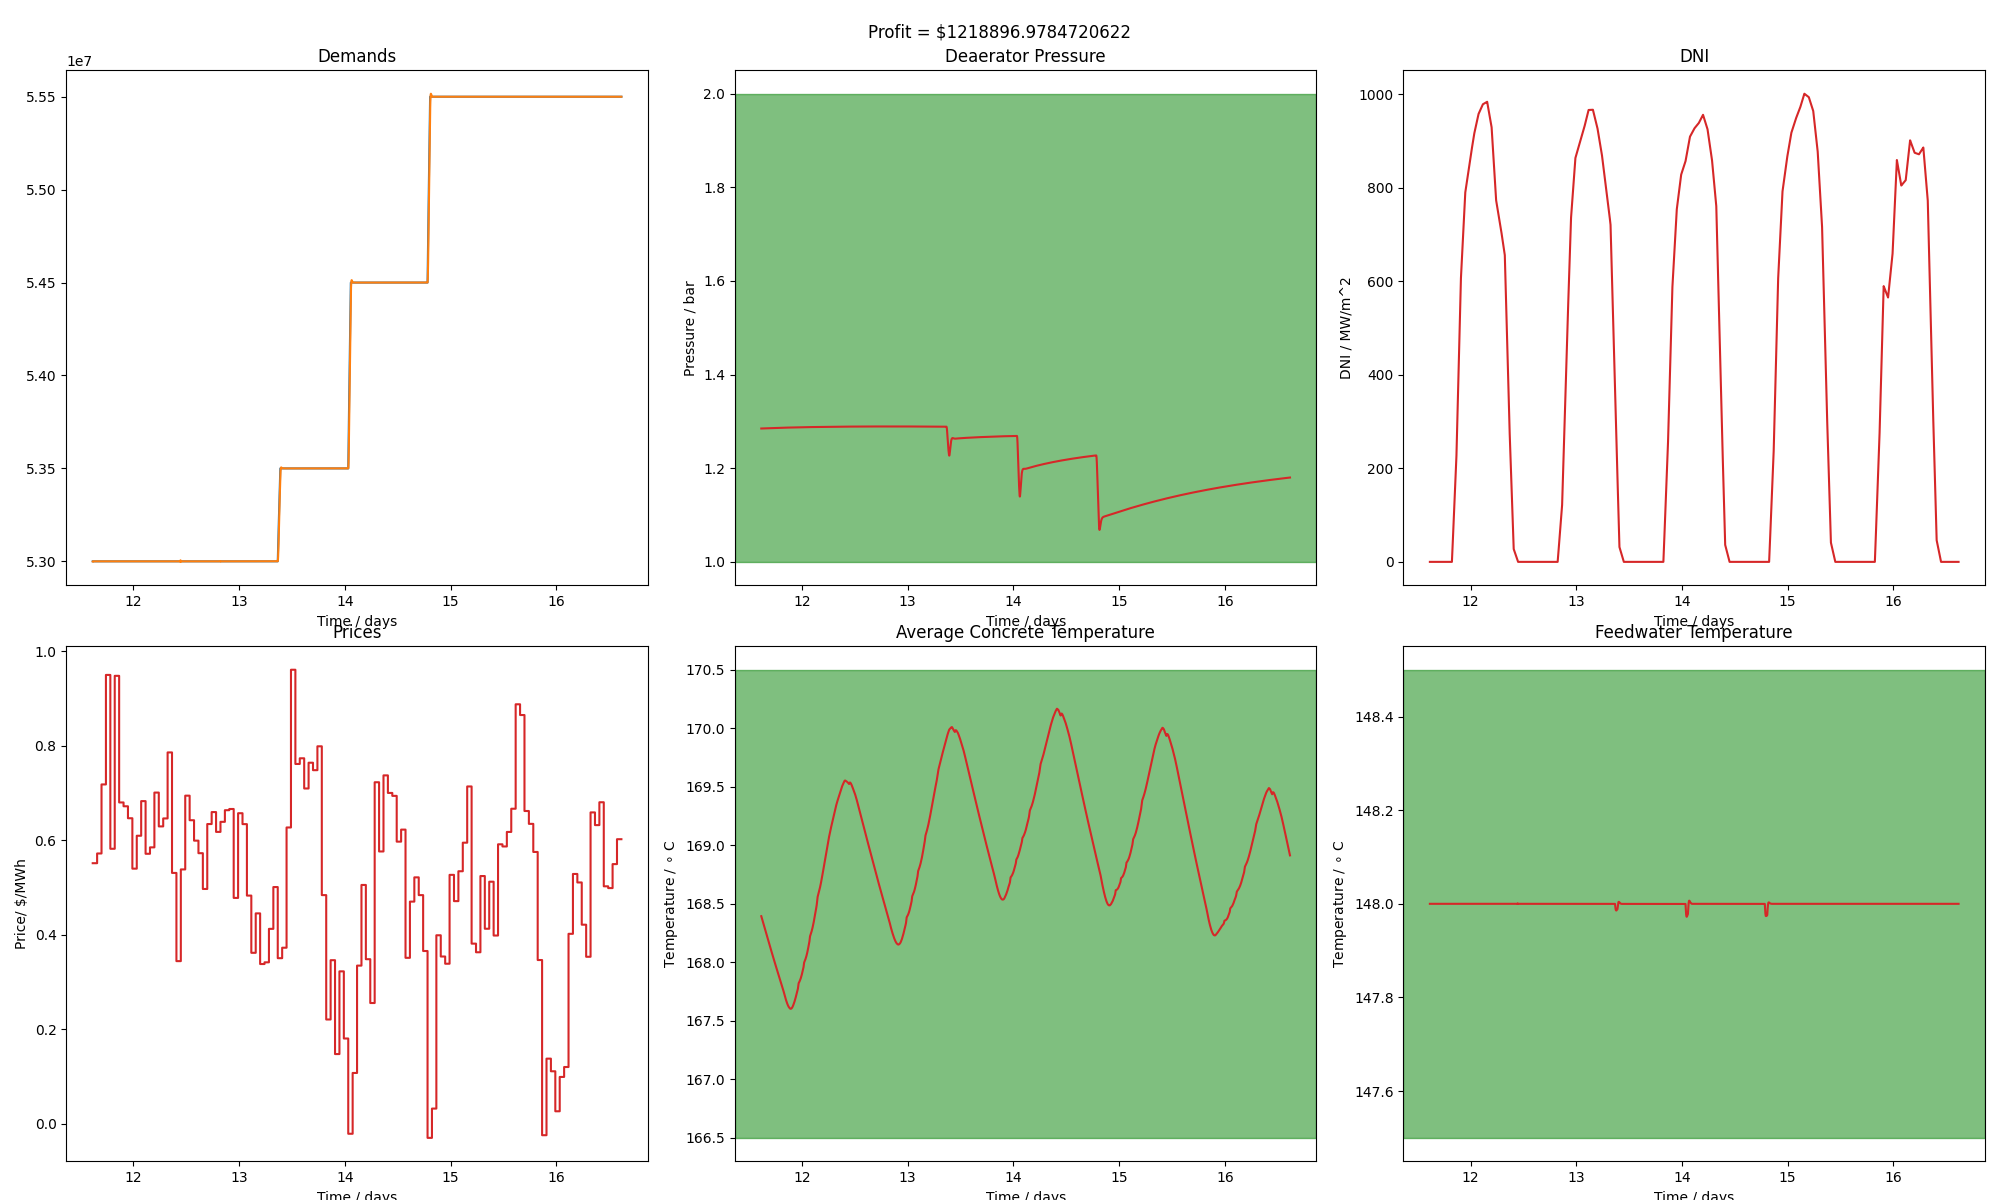 Profit = $1218896.9784720622
Demands
1e7
5.55
5.50
5.45
5.40
5.35
5.30
12 13 14 15 16
Time / days
Deaerator Pressure
Pressure / bar
2.0
1.8
1.6
1.4
1.2
1.0
12 13 14 15 16
Time / days
DNI
DNI / MW/m^2
1000
800
600
400
200
0
12 13 14 15 16
Time / days
Prices
Price/ $/MWh
1.0
0.8
0.6
0.4
0.2
0.0
12 13 14 15 16
Time / days
Average Concrete Temperature
Temperature / ∘ C
170.5
170.0
169.5
169.0
168.5
168.0
167.5
167.0
166.5
12 13 14 15 16
Time / days
Feedwater Temperature
Temperature / ∘ C
148.4
148.2
148.0
147.8
147.6
12 13 14 15 16
Time / days